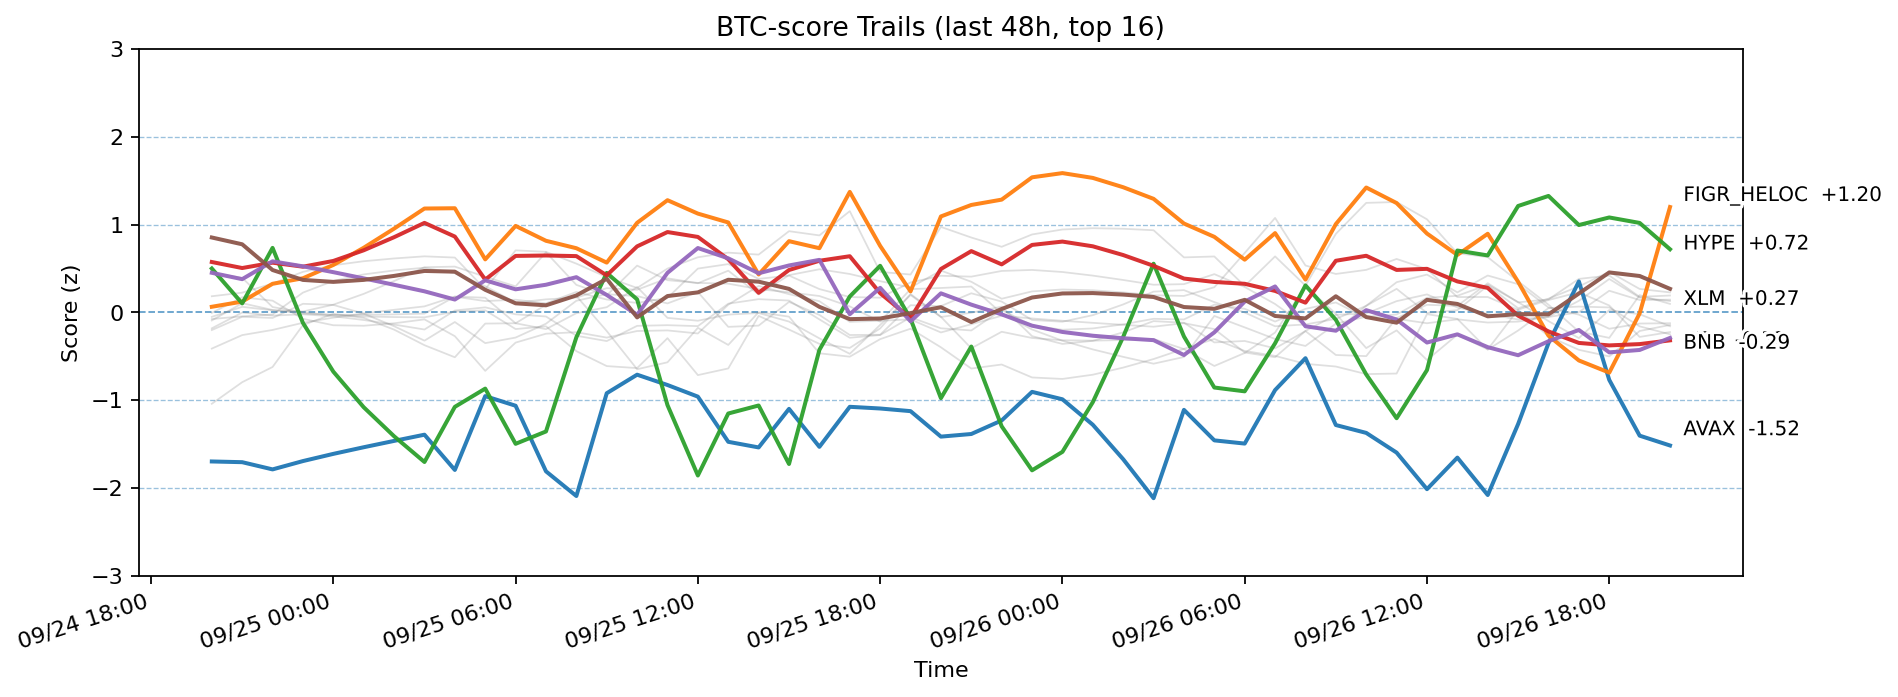 BTC-score Trails (last 48h, top 16)
3
2
1
0
−1
−2
−3
Score (z)
FIGR_HELOC +1.20
HYPE +0.72
XLM +0.27
BNB -0.29
AVAX -1.52
09/24 18:00
09/25 00:00
09/25 06:00
09/25 12:00
09/25 18:00
09/26 00:00
09/26 06:00
09/26 12:00
09/26 18:00
Time